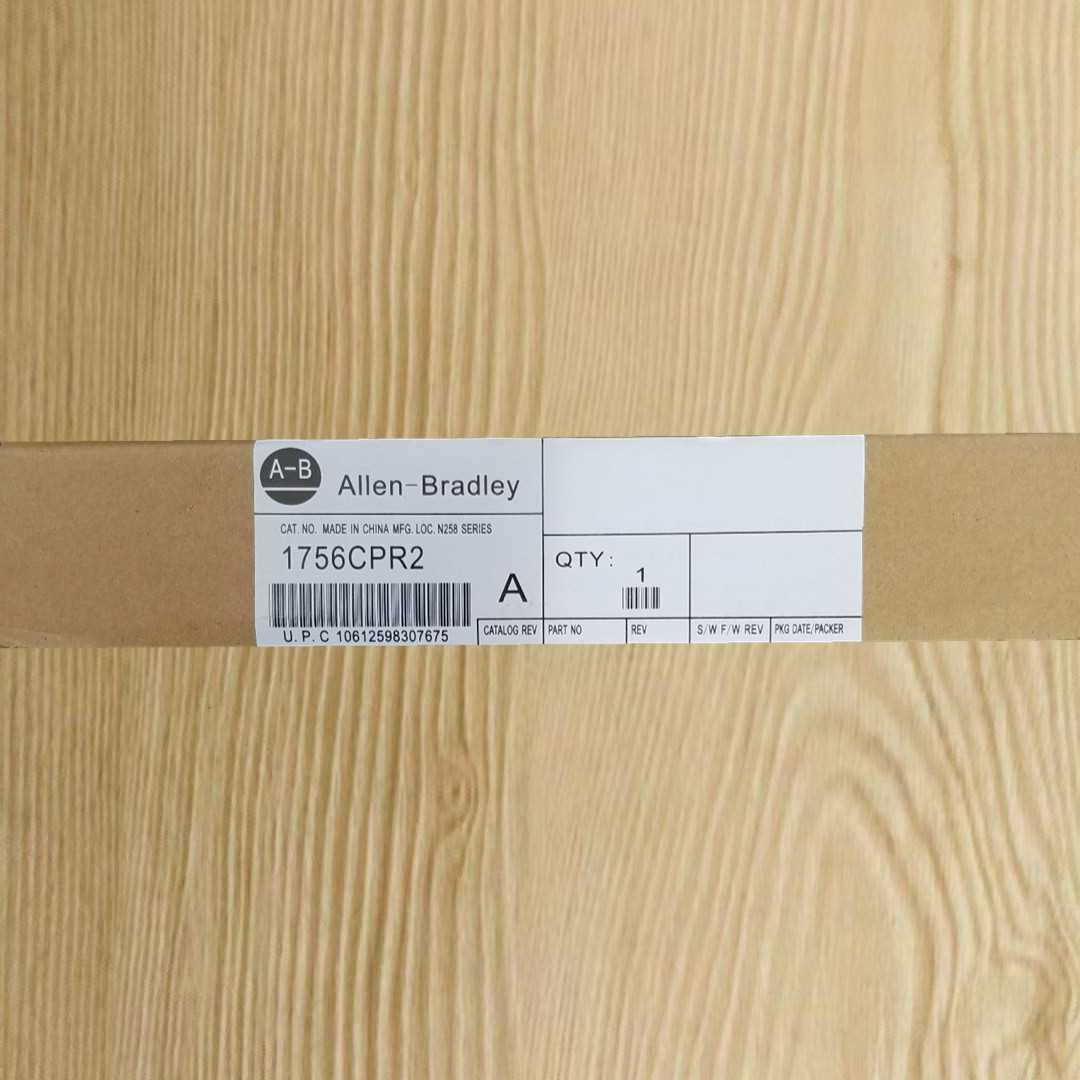 A-B
Allen-Bradley
CAT. NO. MADE IN CHINA MFG. LOC. N258 SERIES
1756CPR2
A
U.P.C 10612598307675
CATALOG REV
QTY:
1
PART NO
REV
S/W F/W REV
PKG DATE/PACKER